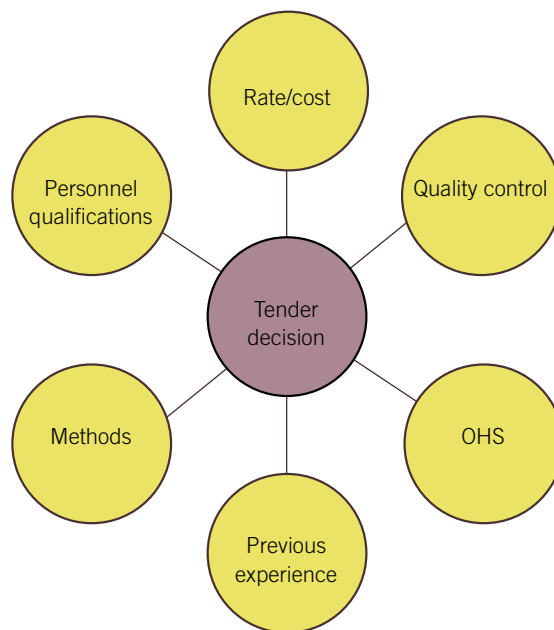 Rate/cost
Personnel
qualifications
Quality control
Tender
decision
Methods
OHS
Previous
experience